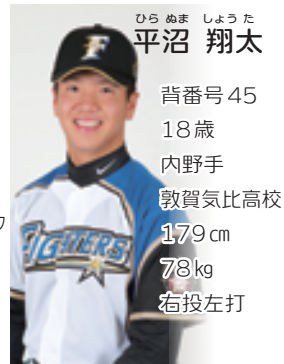 ひらぬま しょうた
平沼 翔太
背番号45
18歳
内野手
敦賀気比高校
179㎝
78㎏
右投左打
F
FIGHTERS